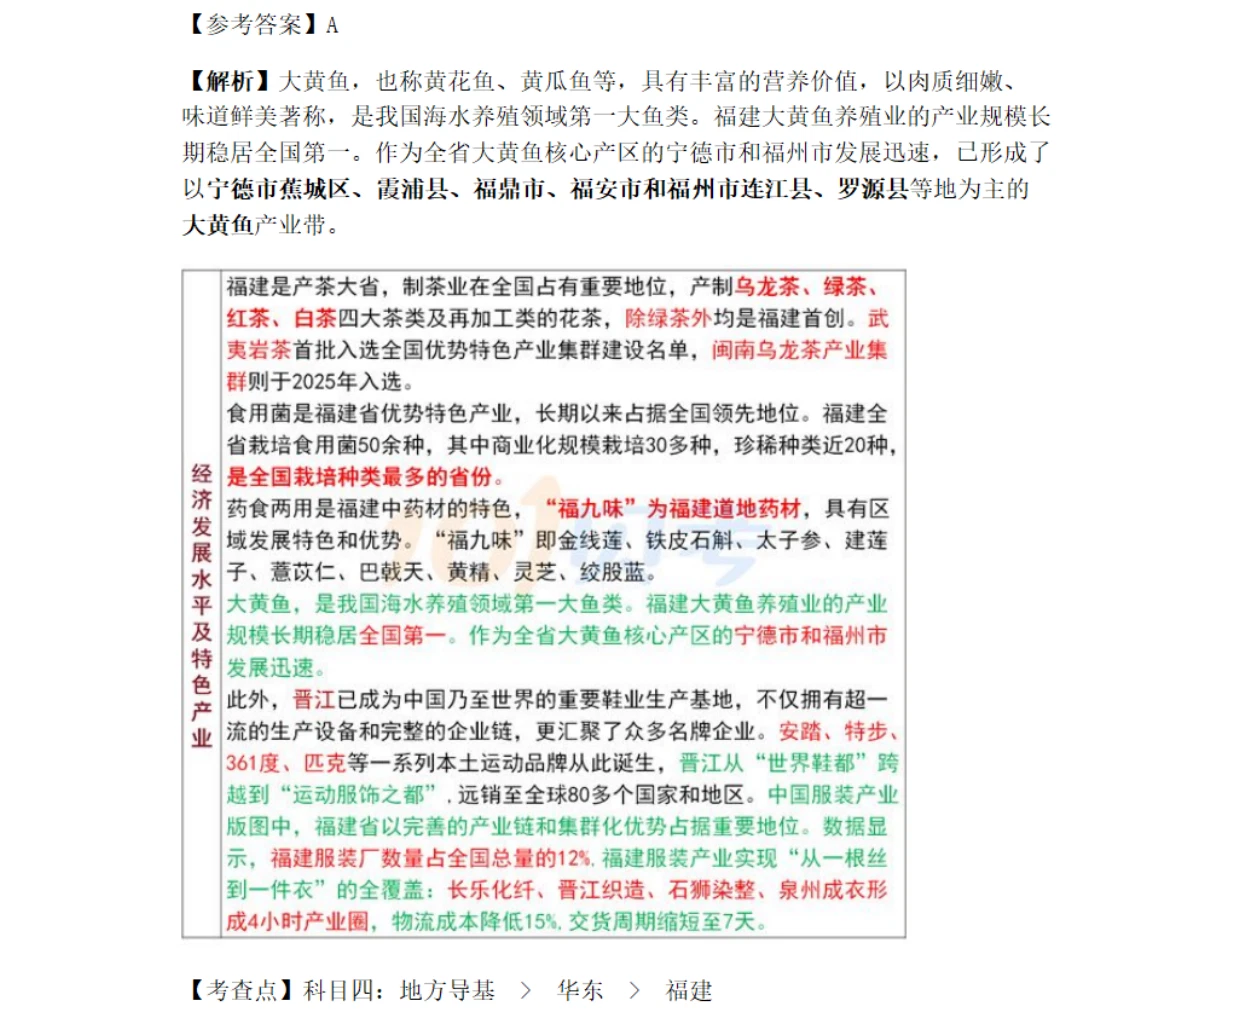 【参考答案】A
【解析】大黄鱼，也称黄花鱼、黄瓜鱼等，具有丰富的营养价值，以肉质细嫩、
味道鲜美著称，是我国海水养殖领域第一大鱼类。福建大黄鱼养殖业的产业规模长
期稳居全国第一。作为全省大黄鱼核心产区的宁德市和福州市发展迅速，已形成了
以宁德市蕉城区、霞浦县、福鼎市、福安市和福州市连江县、罗源县等地为主的
大黄鱼产业带。
经济发展水平及特色产业
福建是产茶大省，制茶业在全国占有重要地位，产制乌龙茶、绿茶、
红茶、白茶四大茶类及再加工类的花茶，除绿茶外均是福建首创。武
夷岩茶首批入选全国优势特色产业集群建设名单，闽南乌龙茶产业集
群则于2025年入选。
食用菌是福建省优势特色产业，长期以来占据全国领先地位。福建全
省栽培食用菌50余种，其中商业化规模栽培30多种，珍稀种类近20种，
是全国栽培种类最多的省份。
药食两用是福建中药材的特色，“福九味”为福建道地药材，具有区
域发展特色和优势。“福九味”即金线莲、铁皮石斛、太子参、建莲
子、薏苡仁、巴戟天、黄精、灵芝、绞股蓝。
大黄鱼，是我国海水养殖领域第一大鱼类。福建大黄鱼养殖业的产业
规模长期稳居全国第一。作为全省大黄鱼核心产区的宁德市和福州市
发展迅速。
此外，晋江已成为中国乃至世界的重要鞋业生产基地，不仅拥有超一
流的生产设备和完整的企业链，更汇聚了众多名牌企业。安踏、特步、
361度、匹克等一系列本土运动品牌从此诞生，晋江从“世界鞋都”跨
越到“运动服饰之都”,远销至全球80多个国家和地区。中国服装产业
版图中，福建省以完善的产业链和集群化优势占据重要地位。数据显
示，福建服装厂数量占全国总量的12%,福建服装产业实现“从一根丝
到一件衣”的全覆盖：长乐化纤、晋江织造、石狮染整、泉州成衣形
成4小时产业圈，物流成本降低15%,交货周期缩短至7天。
【考查点】科目四：地方导基 > 华东 > 福建